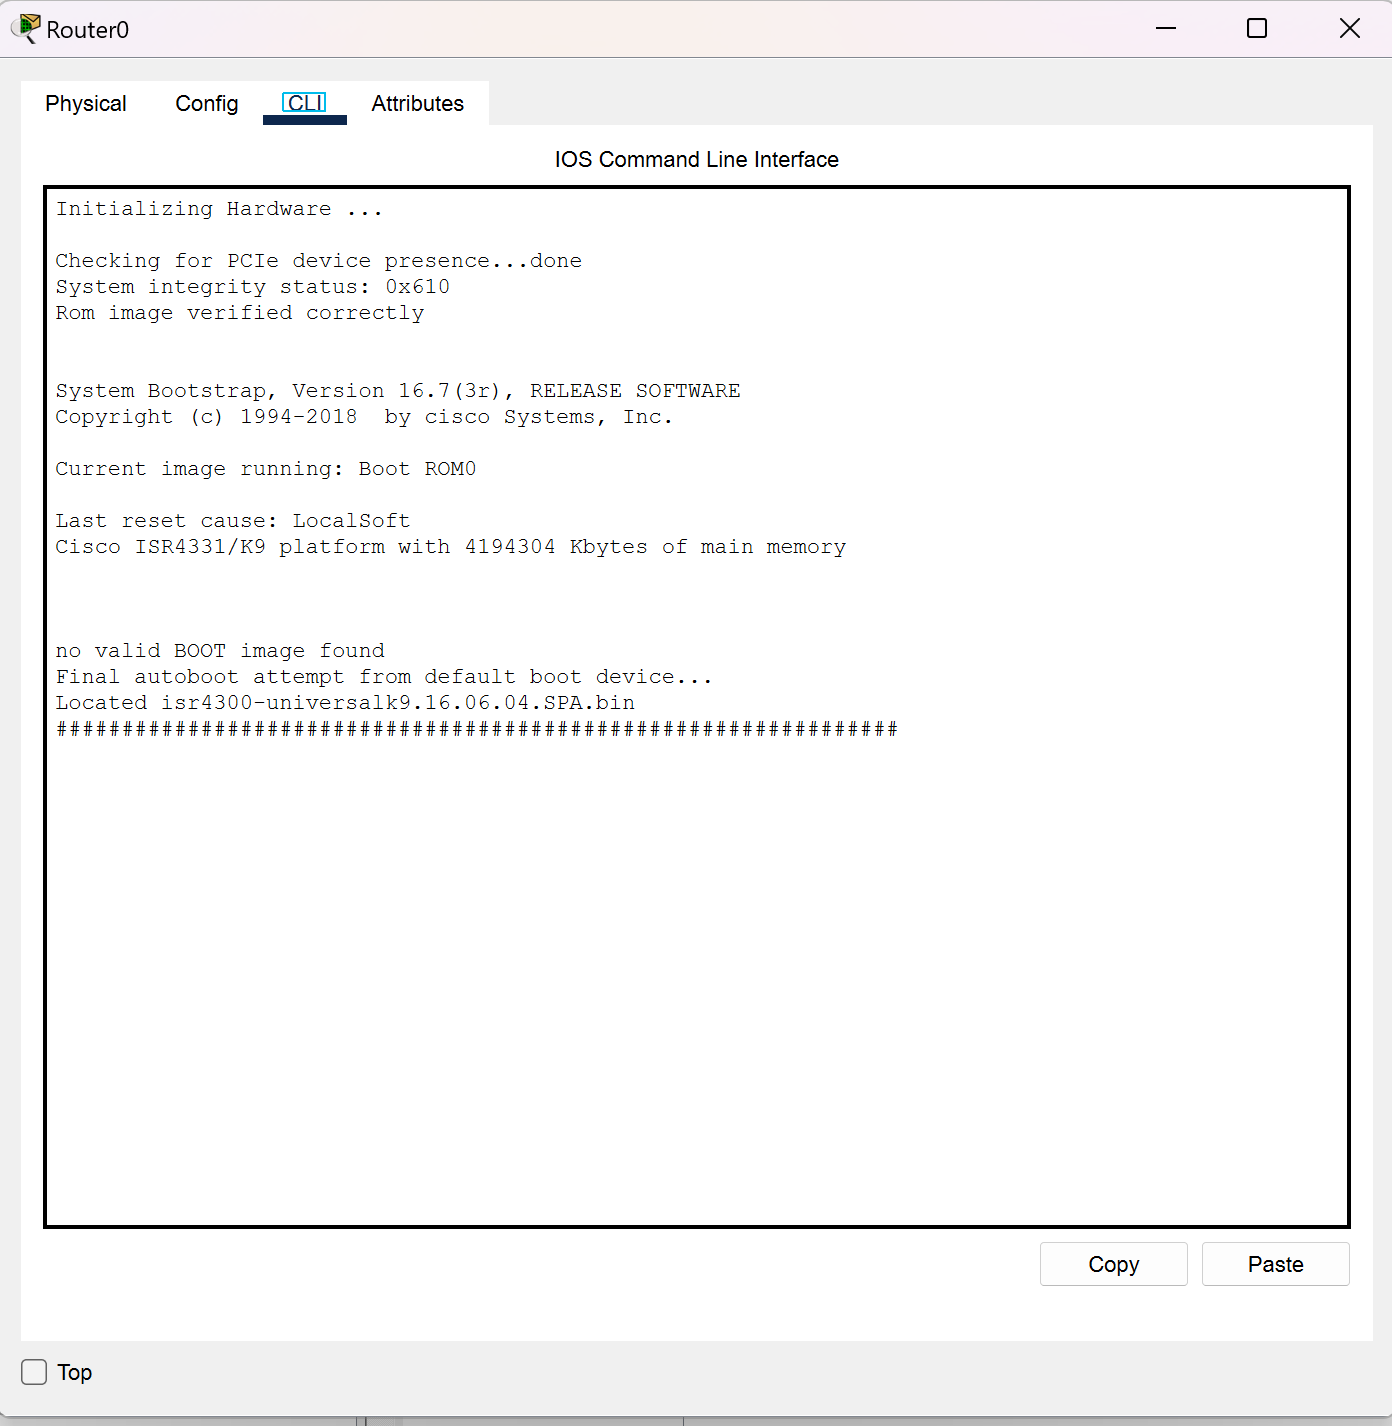 Router0
Physical Config CLI Attributes
IOS Command Line Interface
Initializing Hardware ...
Checking for PCIe device presence...done
System integrity status: 0x610
Rom image verified correctly
System Bootstrap, Version 16.7(3r), RELEASE SOFTWARE
Copyright (c) 1994-2018  by cisco Systems, Inc.
Current image running: Boot ROM0
Last reset cause: LocalSoft
Cisco ISR4331/K9 platform with 4194304 Kbytes of main memory
no valid BOOT image found
Final autoboot attempt from default boot device...
Located isr4300-universalk9.16.06.04.SPA.bin
################################################################
Copy Paste
Top